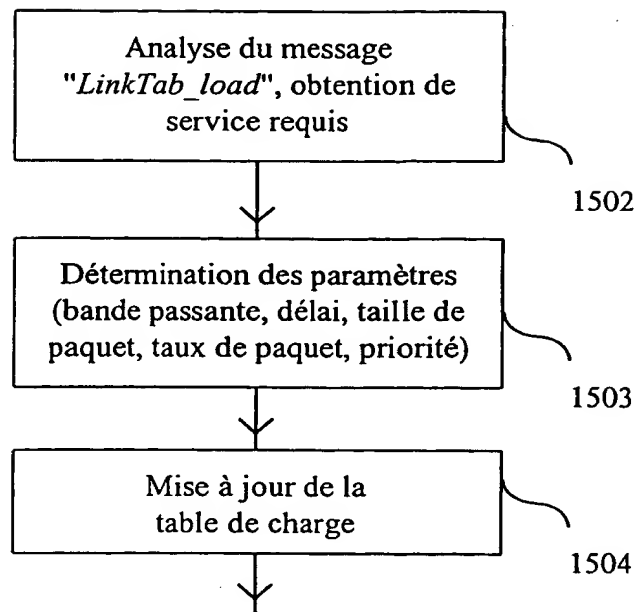 Analyse du message
"LinkTab_load", obtention de
service requis
1502
Détermination des paramètres
(bande passante, délai, taille de
paquet, taux de paquet, priorité)
1503
Mise à jour de la
table de charge
1504